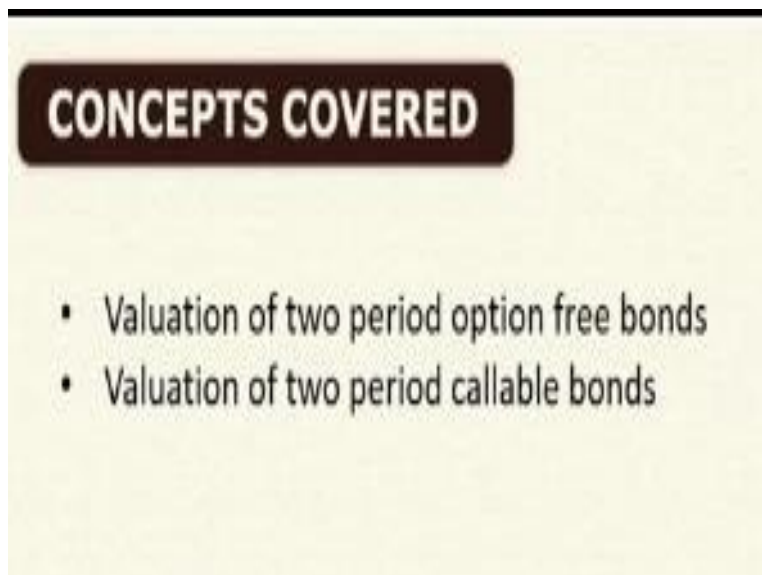 CONCEPTS COVERED
• Valuation of two period option free bonds
• Valuation of two period callable bonds